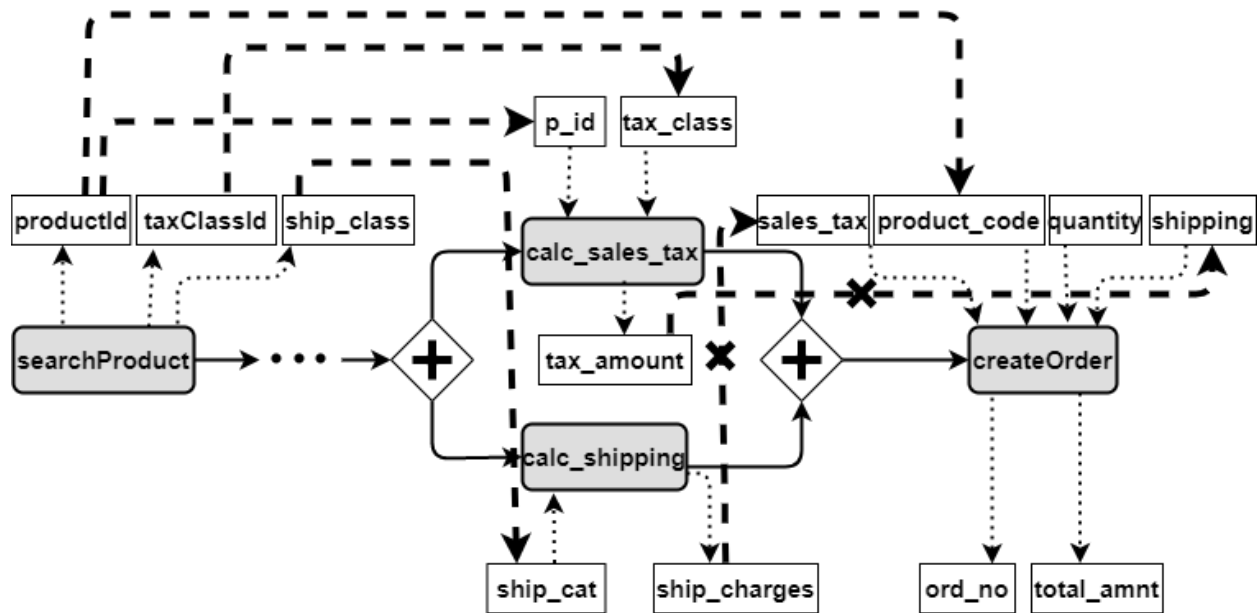 p_id
tax_class
productId
taxClassId
ship_class
sales_tax
product_code
quantity
shipping
calc_sales_tax
searchProduct
tax_amount
createOrder
calc_shipping
ship_cat
ship_charges
ord_no
total_amnt